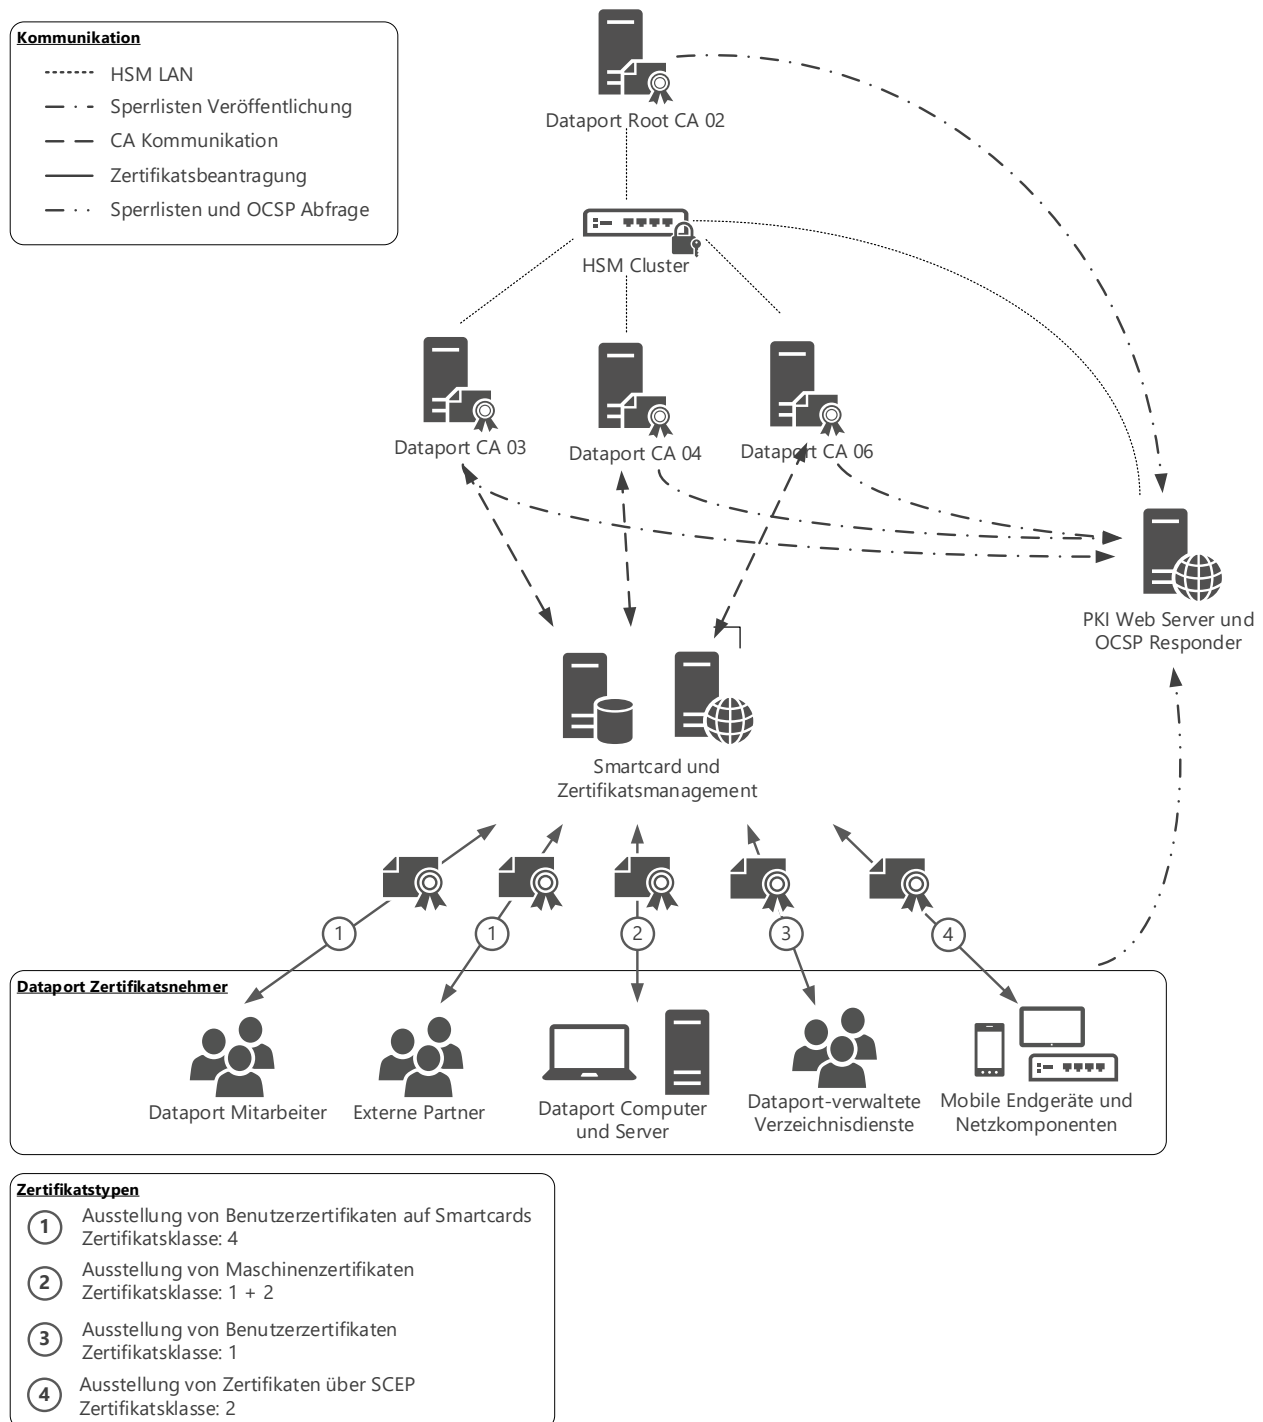 Kommunikation
HSM LAN
Sperrlisten Veröffentlichung
CA Kommunikation
Zertifikatsbeantragung
Sperrlisten und OCSP Abfrage
Dataport Root CA 02
HSM Cluster
Dataport CA 03
Dataport CA 04
Dataport CA 06
PKI Web Server und
OCSP Responder
Smartcard und
Zertifikatsmanagement
1
1
2
3
4
Dataport Zertifikatsnehmer
Dataport Mitarbeiter
Externe Partner
Dataport Computer
und Server
Dataport-verwaltete
Verzeichnisdienste
Mobile Endgeräte und
Netzkomponenten
Zertifikatstypen
1 Ausstellung von Benutzerzertifikaten auf Smartcards
Zertifikatsklasse: 4
2 Ausstellung von Maschinenzertifikaten
Zertifikatsklasse: 1 + 2
3 Ausstellung von Benutzerzertifikaten
Zertifikatsklasse: 1
4 Ausstellung von Zertifikaten über SCEP
Zertifikatsklasse: 2